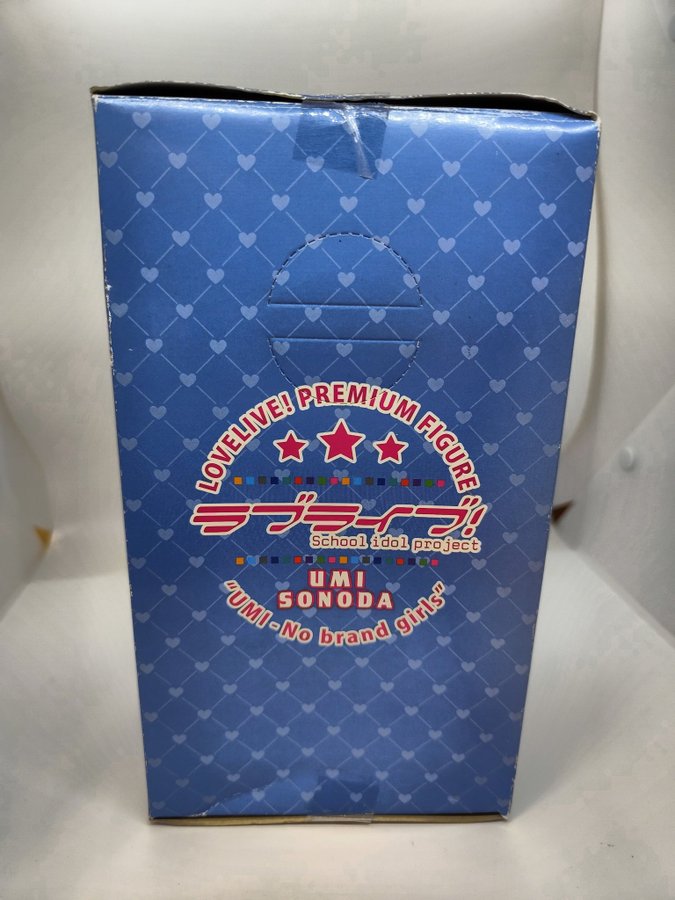 LOVELIVE! PREMIUM FIGURE
ラブライブ!
School idol project
UMI
SONODA
"UMI-No brand girls"